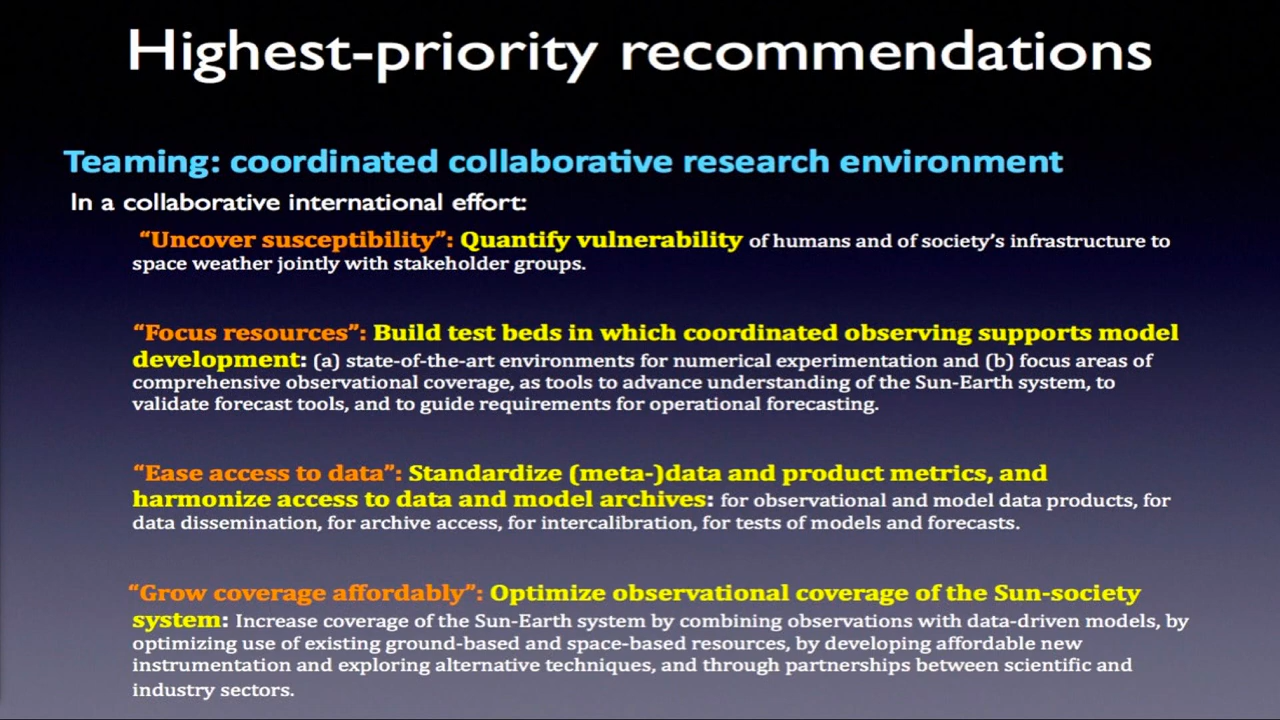 Highest-priority recommendations
Teaming: coordinated collaborative research environment
In a collaborative international effort:
“Uncover susceptibility”: Quantify vulnerability of humans and of society’s infrastructure to
space weather jointly with stakeholder groups.
“Focus resources”: Build test beds in which coordinated observing supports model
development: (a) state-of-the-art environments for numerical experimentation and (b) focus areas of
comprehensive observational coverage, as tools to advance understanding of the Sun-Earth system, to
validate forecast tools, and to guide requirements for operational forecasting.
“Ease access to data”: Standardize (meta-)data and product metrics, and
harmonize access to data and model archives: for observational and model data products, for
data dissemination, for archive access, for intercalibration, for tests of models and forecasts.
“Grow coverage affordably”: Optimize observational coverage of the Sun-society
system: Increase coverage of the Sun-Earth system by combining observations with data-driven models, by
optimizing use of existing ground-based and space-based resources, by developing affordable new
instrumentation and exploring alternative techniques, and through partnerships between scientific and
industry sectors.